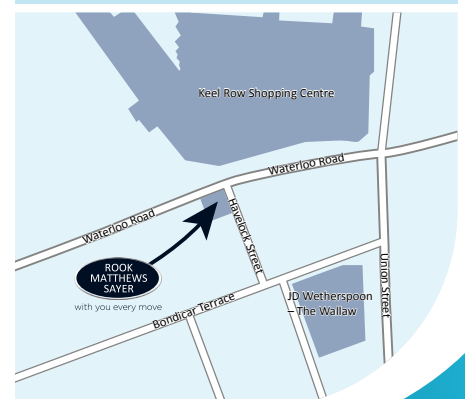 Keel Row Shopping Centre
Waterloo Road
Waterloo Road
Havelock Street
ROOK
MATTHEWS
SAYER
with you every move
Bondicar Terrace
JD Wetherspoon
– The Wallaw
Union Street